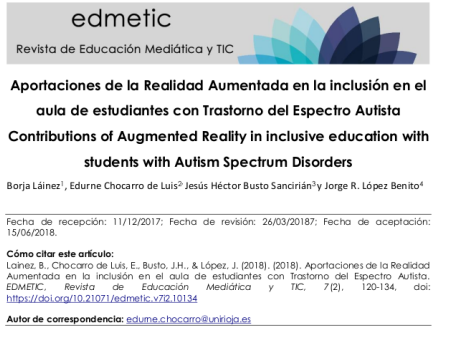 edmetic
Revista de Educación Mediática y TIC
Aportaciones de la Realidad Aumentada en la inclusión en el
aula de estudiantes con Trastorno del Espectro Autista
Contributions of Augmented Reality in inclusive education with
students with Autism Spectrum Disorders
Borja Láinez1, Edurne Chocarro de Luis2, Jesús Héctor Busto Sancirián3 y Jorge R. López Benito4
Fecha de recepción: 11/12/2017; Fecha de revisión: 26/03/20187; Fecha de aceptación:
15/06/2018.
Cómo citar este artículo:
Lainez, B., Chocarro de Luis, E., Busto, J.H., & López, J. (2018). (2018). Aportaciones de la Realidad
Aumentada en la inclusión en el aula de estudiantes con Trastorno del Espectro Autista.
EDMETIC, Revista de Educación Mediática y TIC, 7(2), 120-134, doi:
https://doi.org/10.21071/edmetic.v7i2.10134
Autor de correspondencia: edurne.chocarro@unirioja.es